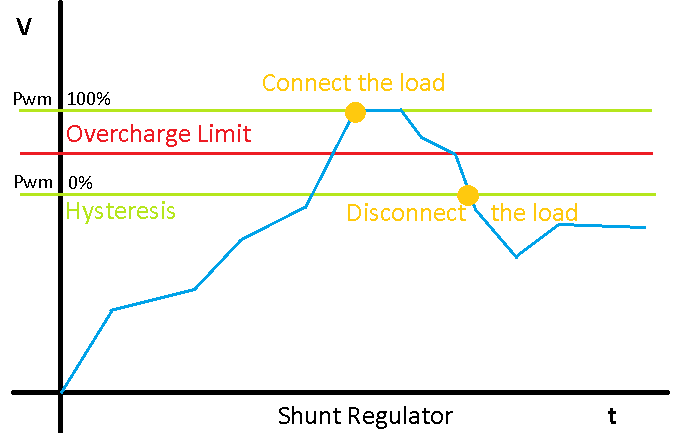 V
Connect the load
Pwm 100%
Overcharge Limit
Pwm 0%
Hysteresis
Disconnect the load
Shunt Regulator
t